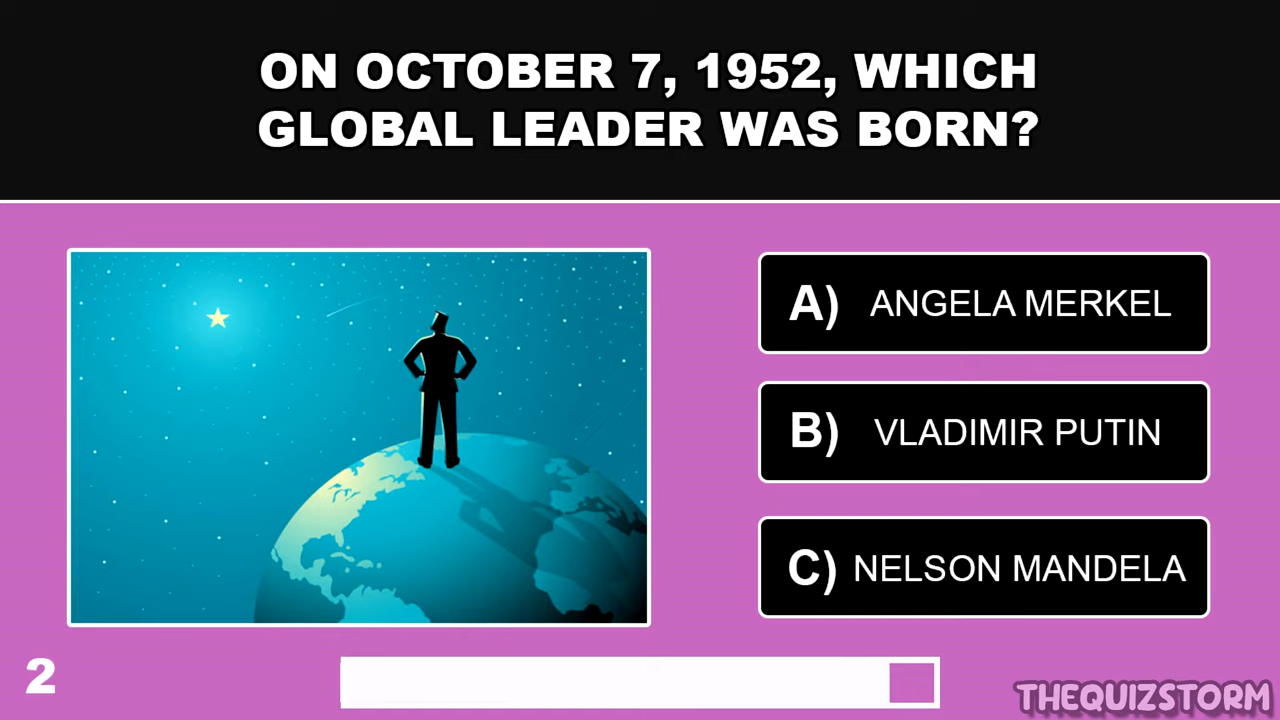 ON OCTOBER 7, 1952, WHICH
GLOBAL LEADER WAS BORN?
A) ANGELA MERKEL
B) VLADIMIR PUTIN
C) NELSON MANDELA
2
THEQUIZSTORM